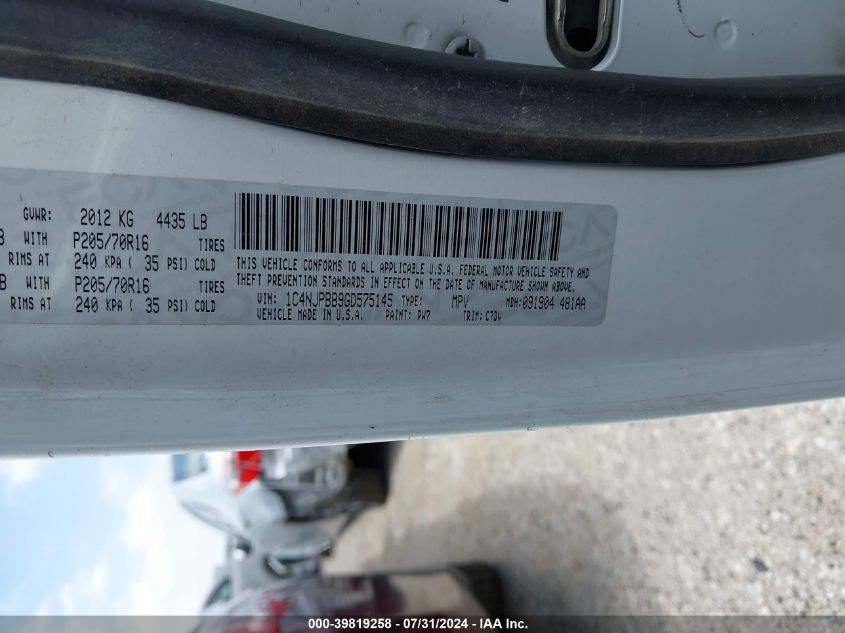 GVWR: 2012 KG 4435 LB
B WITH P205/70R16 TIRES
RIMS AT 240 KPA ( 35 PSI) COLD
B WITH P205/70R16 TIRES
RIMS AT 240 KPA ( 35 PSI) COLD
THIS VEHICLE CONFORMS TO ALL APPLICABLE U.S.A. FEDERAL MOTOR VEHICLE SAFETY AND
THEFT PREVENTION STANDARDS IN EFFECT ON THE DATE OF MANUFACTURE SHOWN ABOVE.
VIN: 1C4NJPBB9GD575145 TYPE: MPV MDH:091904 481AA
VEHICLE MADE IN U.S.A. PAINT: PW7 TRIM: C7DV
000-39819258 - 07/31/2024 - IAA Inc.